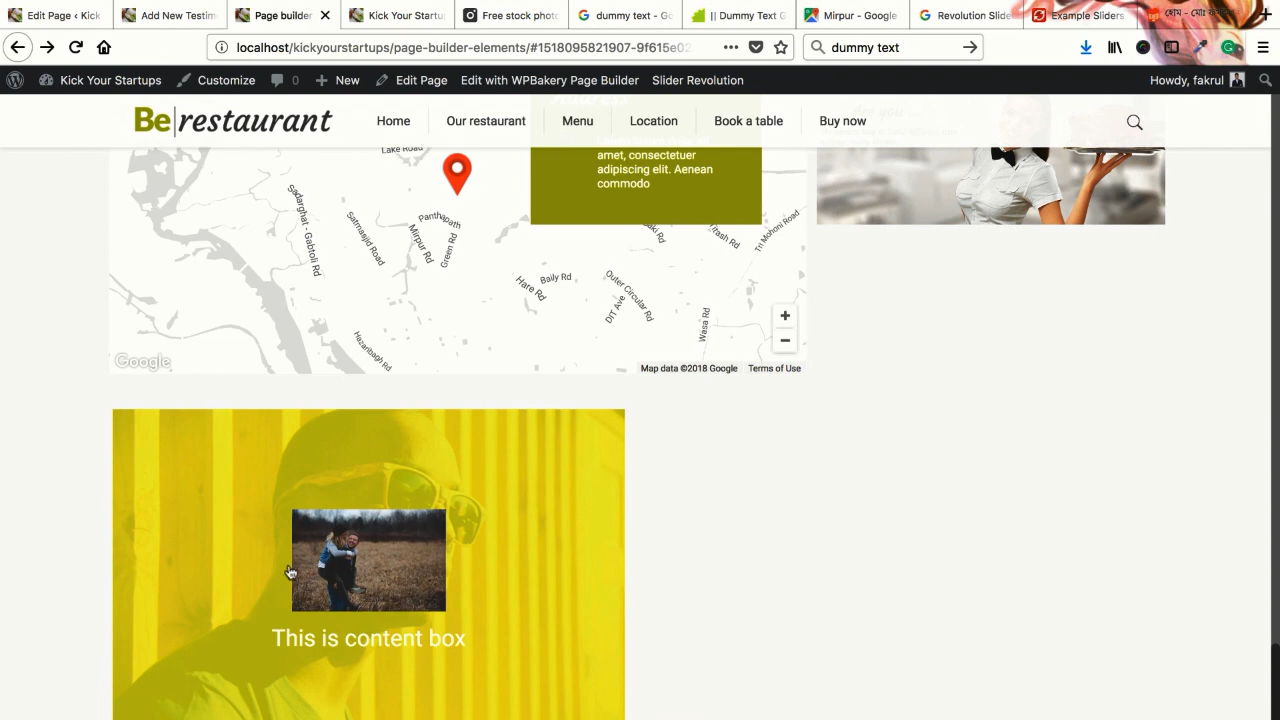 Edit Page ‹ Kick
Add New Testim
Page builder
Kick Your Startu
Free stock photo
dummy text - Go
|| Dummy Text G
Mirpur - Google
Revolution Slide
Example Sliders
localhost/kickyourstartups/page-builder-elements/#1518095821907-9f615e02
dummy text
Kick Your Startups
Customize
0
New
Edit Page
Edit with WPBakery Page Builder
Slider Revolution
Howdy, fakrul
Be restaurant
Home
Our restaurant
Menu
Location
Book a table
Buy now
Address
Lake Road
amet, consectetuer
adipiscing elit. Aenean
commodo
Sadarghat - Gabtoli Rd
Satmasjid Road
Panthapath
Mirpur Rd
Green Rd
Tri Mohoni Road
Hare Rd
Baily Rd
Outer Circular Rd
DIT Ave
Wasa Rd
Hazaribagh Rd
Google
Map data ©2018 Google
Terms of Use
This is content box